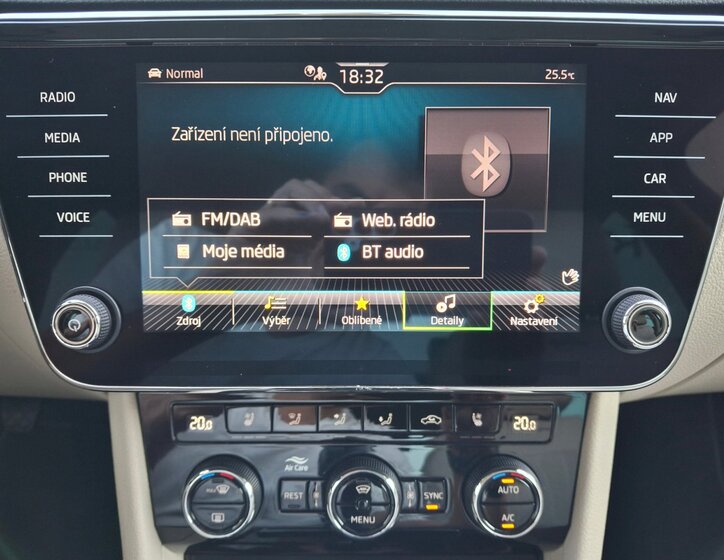 Normal
18:32
25.5°C
RADIO
MEDIA
PHONE
VOICE
NAV
APP
CAR
MENU
Zařízení není připojeno.
FM/DAB
Web. rádio
Moje média
BT audio
Zdroj
Výběr
Oblíbené
Detaily
Nastavení
20.0
20.0
Air Care
MAX
REST
MENU
SYNC
AUTO
A/C